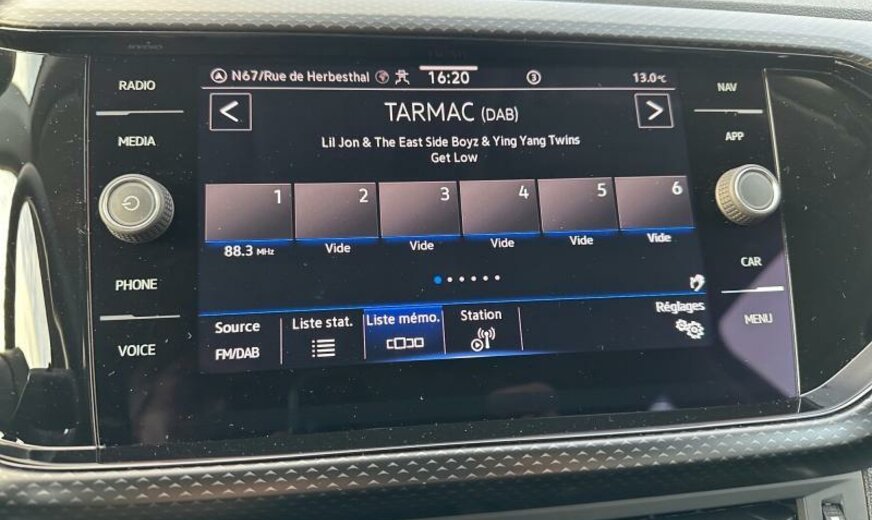 RADIO
MEDIA
PHONE
VOICE
N67/Rue de Herbesthal
16:20
3
13.0°C
<
TARMAC (DAB)
>
Lil Jon & The East Side Boyz & Ying Yang Twins
Get Low
1
2
3
4
5
6
88.3 MHz
Vide
Vide
Vide
Vide
Vide
Source
FM/DAB
Liste stat.
Liste mémo.
Station
Réglages
NAV
APP
CAR
MENU